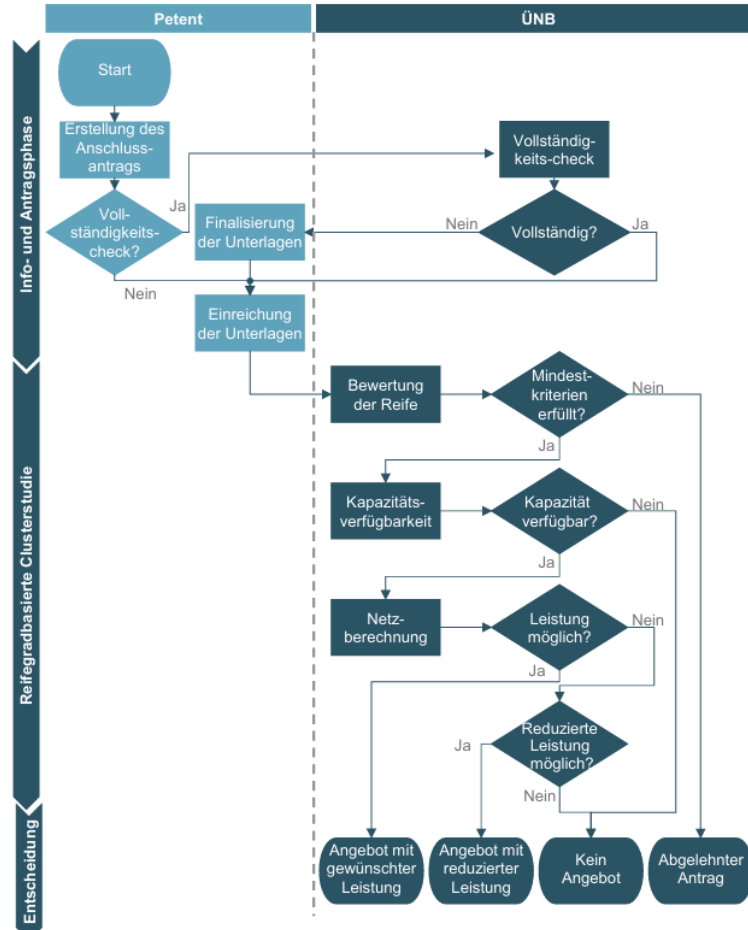 Petent
ÜNB
Info- und Antragsphase
Start
Erstellung des
Anschluss-
antrags
Vollständig-
keits-check
Ja
Voll-
ständigkeits-
check?
Finalisierung
der Unterlagen
Nein
Vollständig?
Ja
Nein
Einreichung
der Unterlagen
Reifegradbasierte Clusterstudie
Bewertung
der Reife
Mindest-
kriterien
erfüllt?
Nein
Ja
Kapazitäts-
verfügbarkeit
Kapazität
verfügbar?
Nein
Ja
Netz-
berechnung
Leistung
möglich?
Nein
Ja
Reduzierte
Leistung
möglich?
Ja
Nein
Entscheidung
Angebot mit
gewünschter
Leistung
Angebot mit
reduzierter
Leistung
Kein
Angebot
Abgelehnter
Antrag